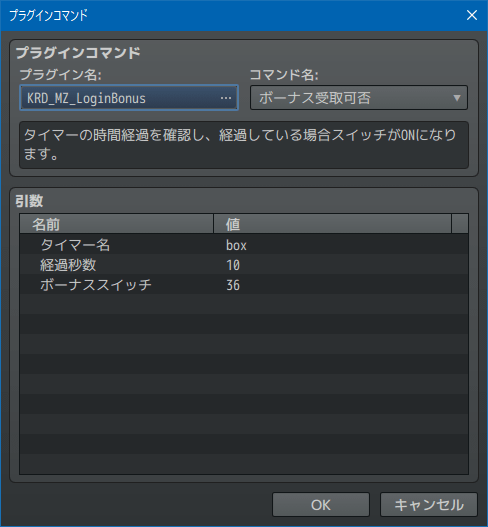 プラグインコマンド
プラグインコマンド
プラグイン名: コマンド名:
KRD_MZ_LoginBonus … ボーナス受取可否
タイマーの時間経過を確認し、経過している場合スイッチがONになり
ます。
引数
名前 値
タイマー名 box
経過秒数 10
ボーナススイッチ 36
OK キャンセル